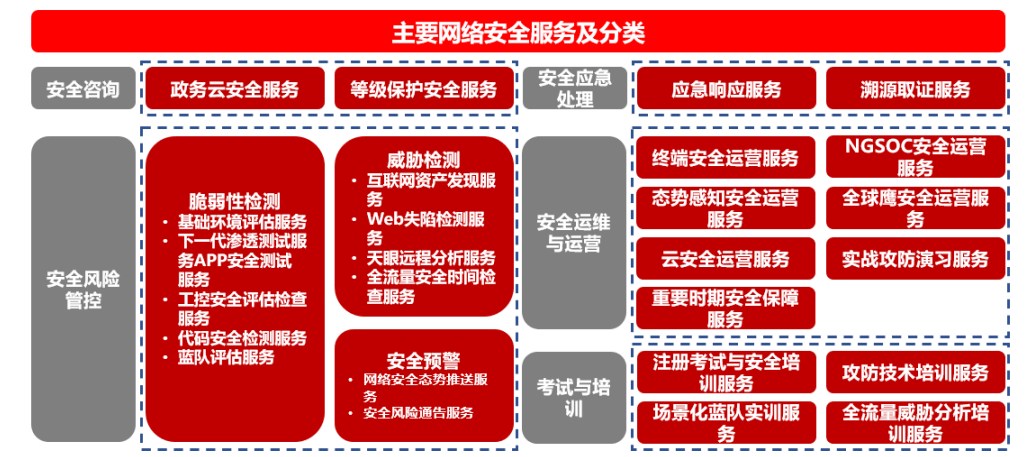 主要网络安全服务及分类
安全咨询
政务云安全服务
等级保护安全服务
安全风险
管控
脆弱性检测
• 基础环境评估服务
• 下一代渗透测试服
务APP安全测试
服务
• 工控安全评估检查
服务
• 代码安全检测服务
• 蓝队评估服务
威胁检测
• 互联网资产发现服
务
• Web失陷检测服
务
• 天眼远程分析服务
• 全流量安全时间检
查服务
安全预警
• 网络安全态势推送服
务
• 安全风险通告服务
安全应急
处理
应急响应服务
溯源取证服务
安全运维
与运营
终端安全运营服务
NGSOC安全运营
服务
态势感知安全运营
服务
全球鹰安全运营服
务
云安全运营服务
实战攻防演习服务
重要时期安全保障
服务
考试与培
训
注册考试与安全培
训服务
攻防技术培训服务
场景化蓝队实训服
务
全流量威胁分析培
训服务